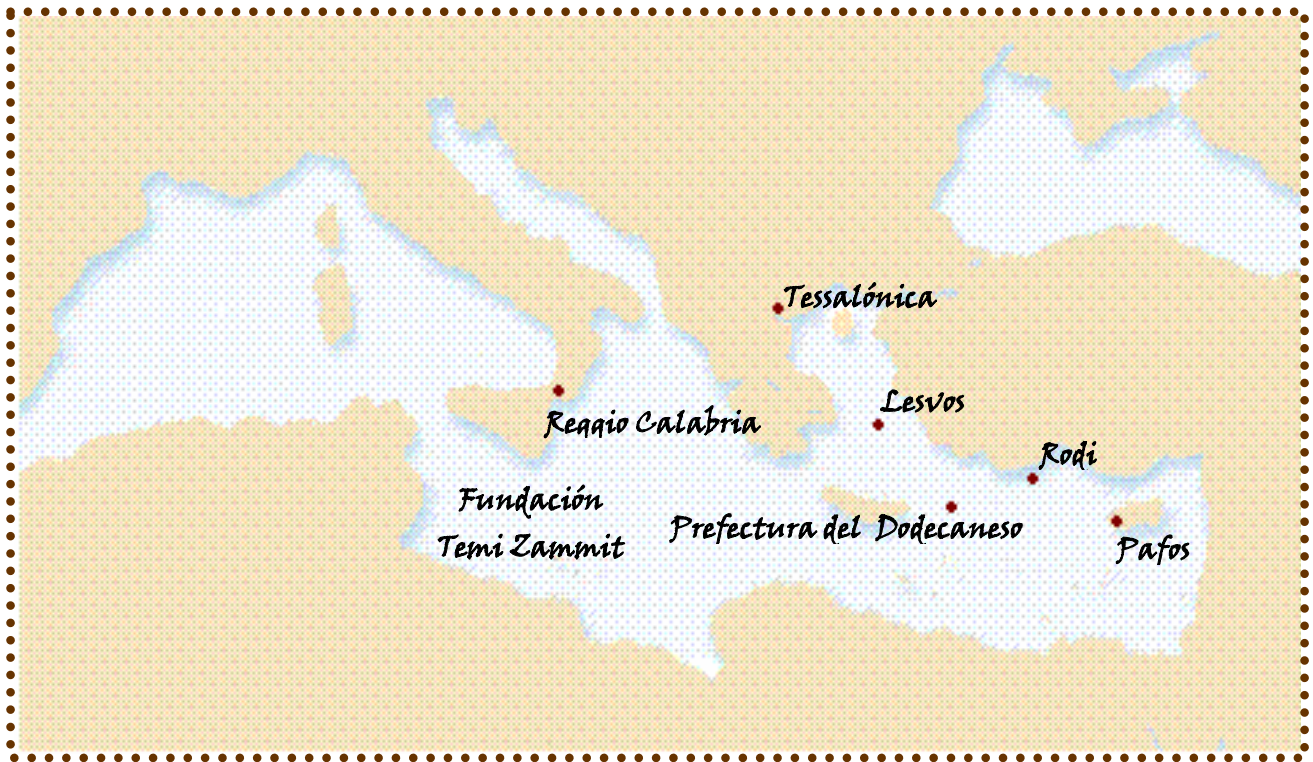 Tessalónica
Lesvos
Reggio Calabria
Rodi
Fundación
Temi Zammit
Prefectura del Dodecaneso
Pafos